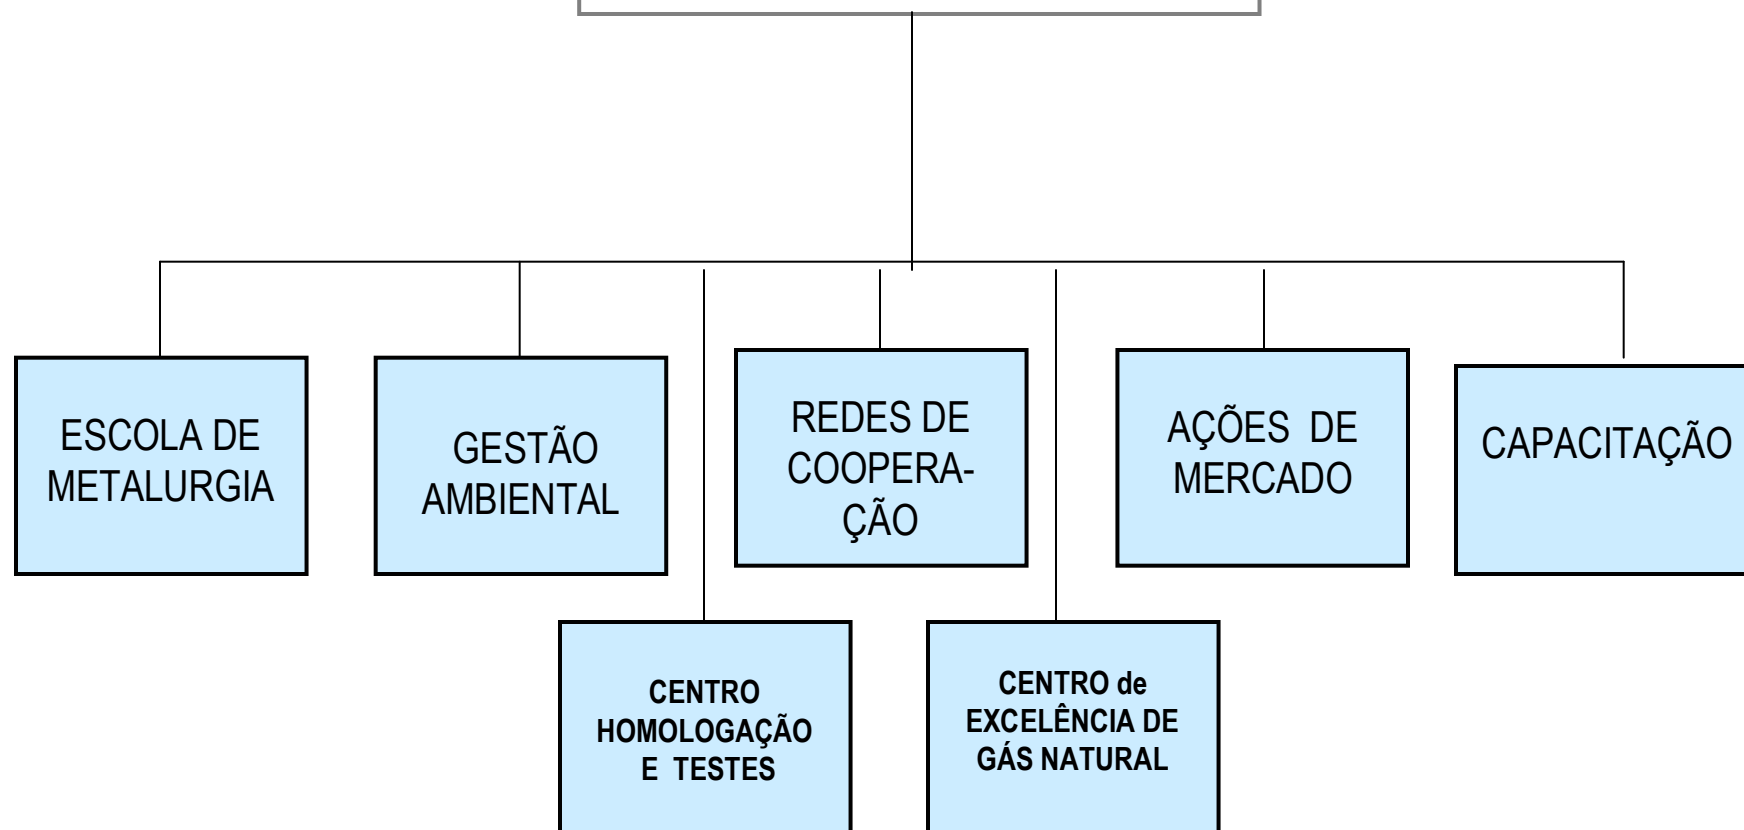 ESCOLA DE
METALURGIA
GESTÃO
AMBIENTAL
REDES DE
COOPERA-
ÇÃO
AÇÕES DE
MERCADO
CAPACITAÇÃO
CENTRO
HOMOLOGAÇÃO
E TESTES
CENTRO de
EXCELÊNCIA DE
GÁS NATURAL